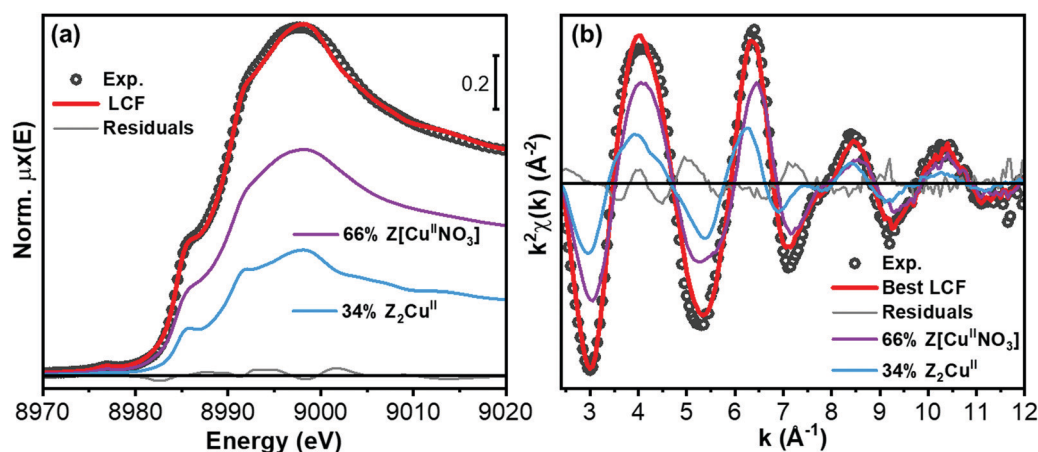 (a)
Exp.
LCF
Residuals
0.2
66% Z[CuᴵᴵNO₃]
34% Z₂Cuᴵᴵ
Norm. μx(E)
8970 8980 8990 9000 9010 9020
Energy (eV)
(b)
k²χ(k) (Å⁻²)
Exp.
Best LCF
Residuals
66% Z[CuᴵᴵNO₃]
34% Z₂Cuᴵᴵ
3 4 5 6 7 8 9 10 11 12
k (Å⁻¹)